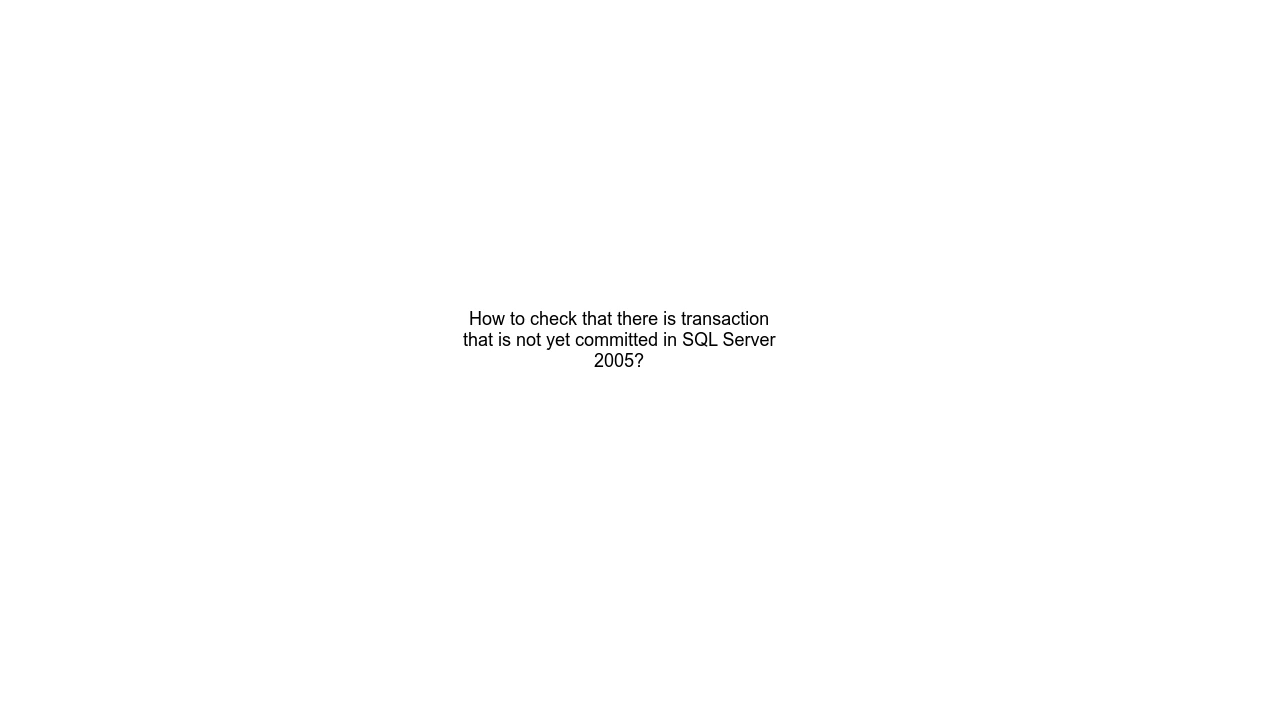 How to check that there is transaction
that is not yet committed in SQL Server
2005?